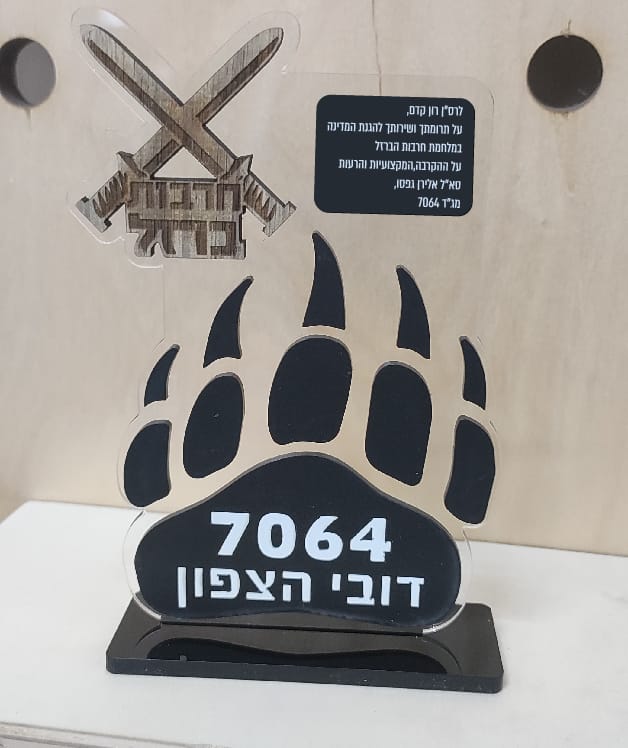 חרבות
ברזל
לרס"ן רון קדם,
על תרומתך ושירותך להגנת המדינה
במלחמת חרבות הברזל
על ההקרבה,המקצועיות והרעות
סא"ל אלירן גפסו,
מג"ד 7064
7064
דובי הצפון